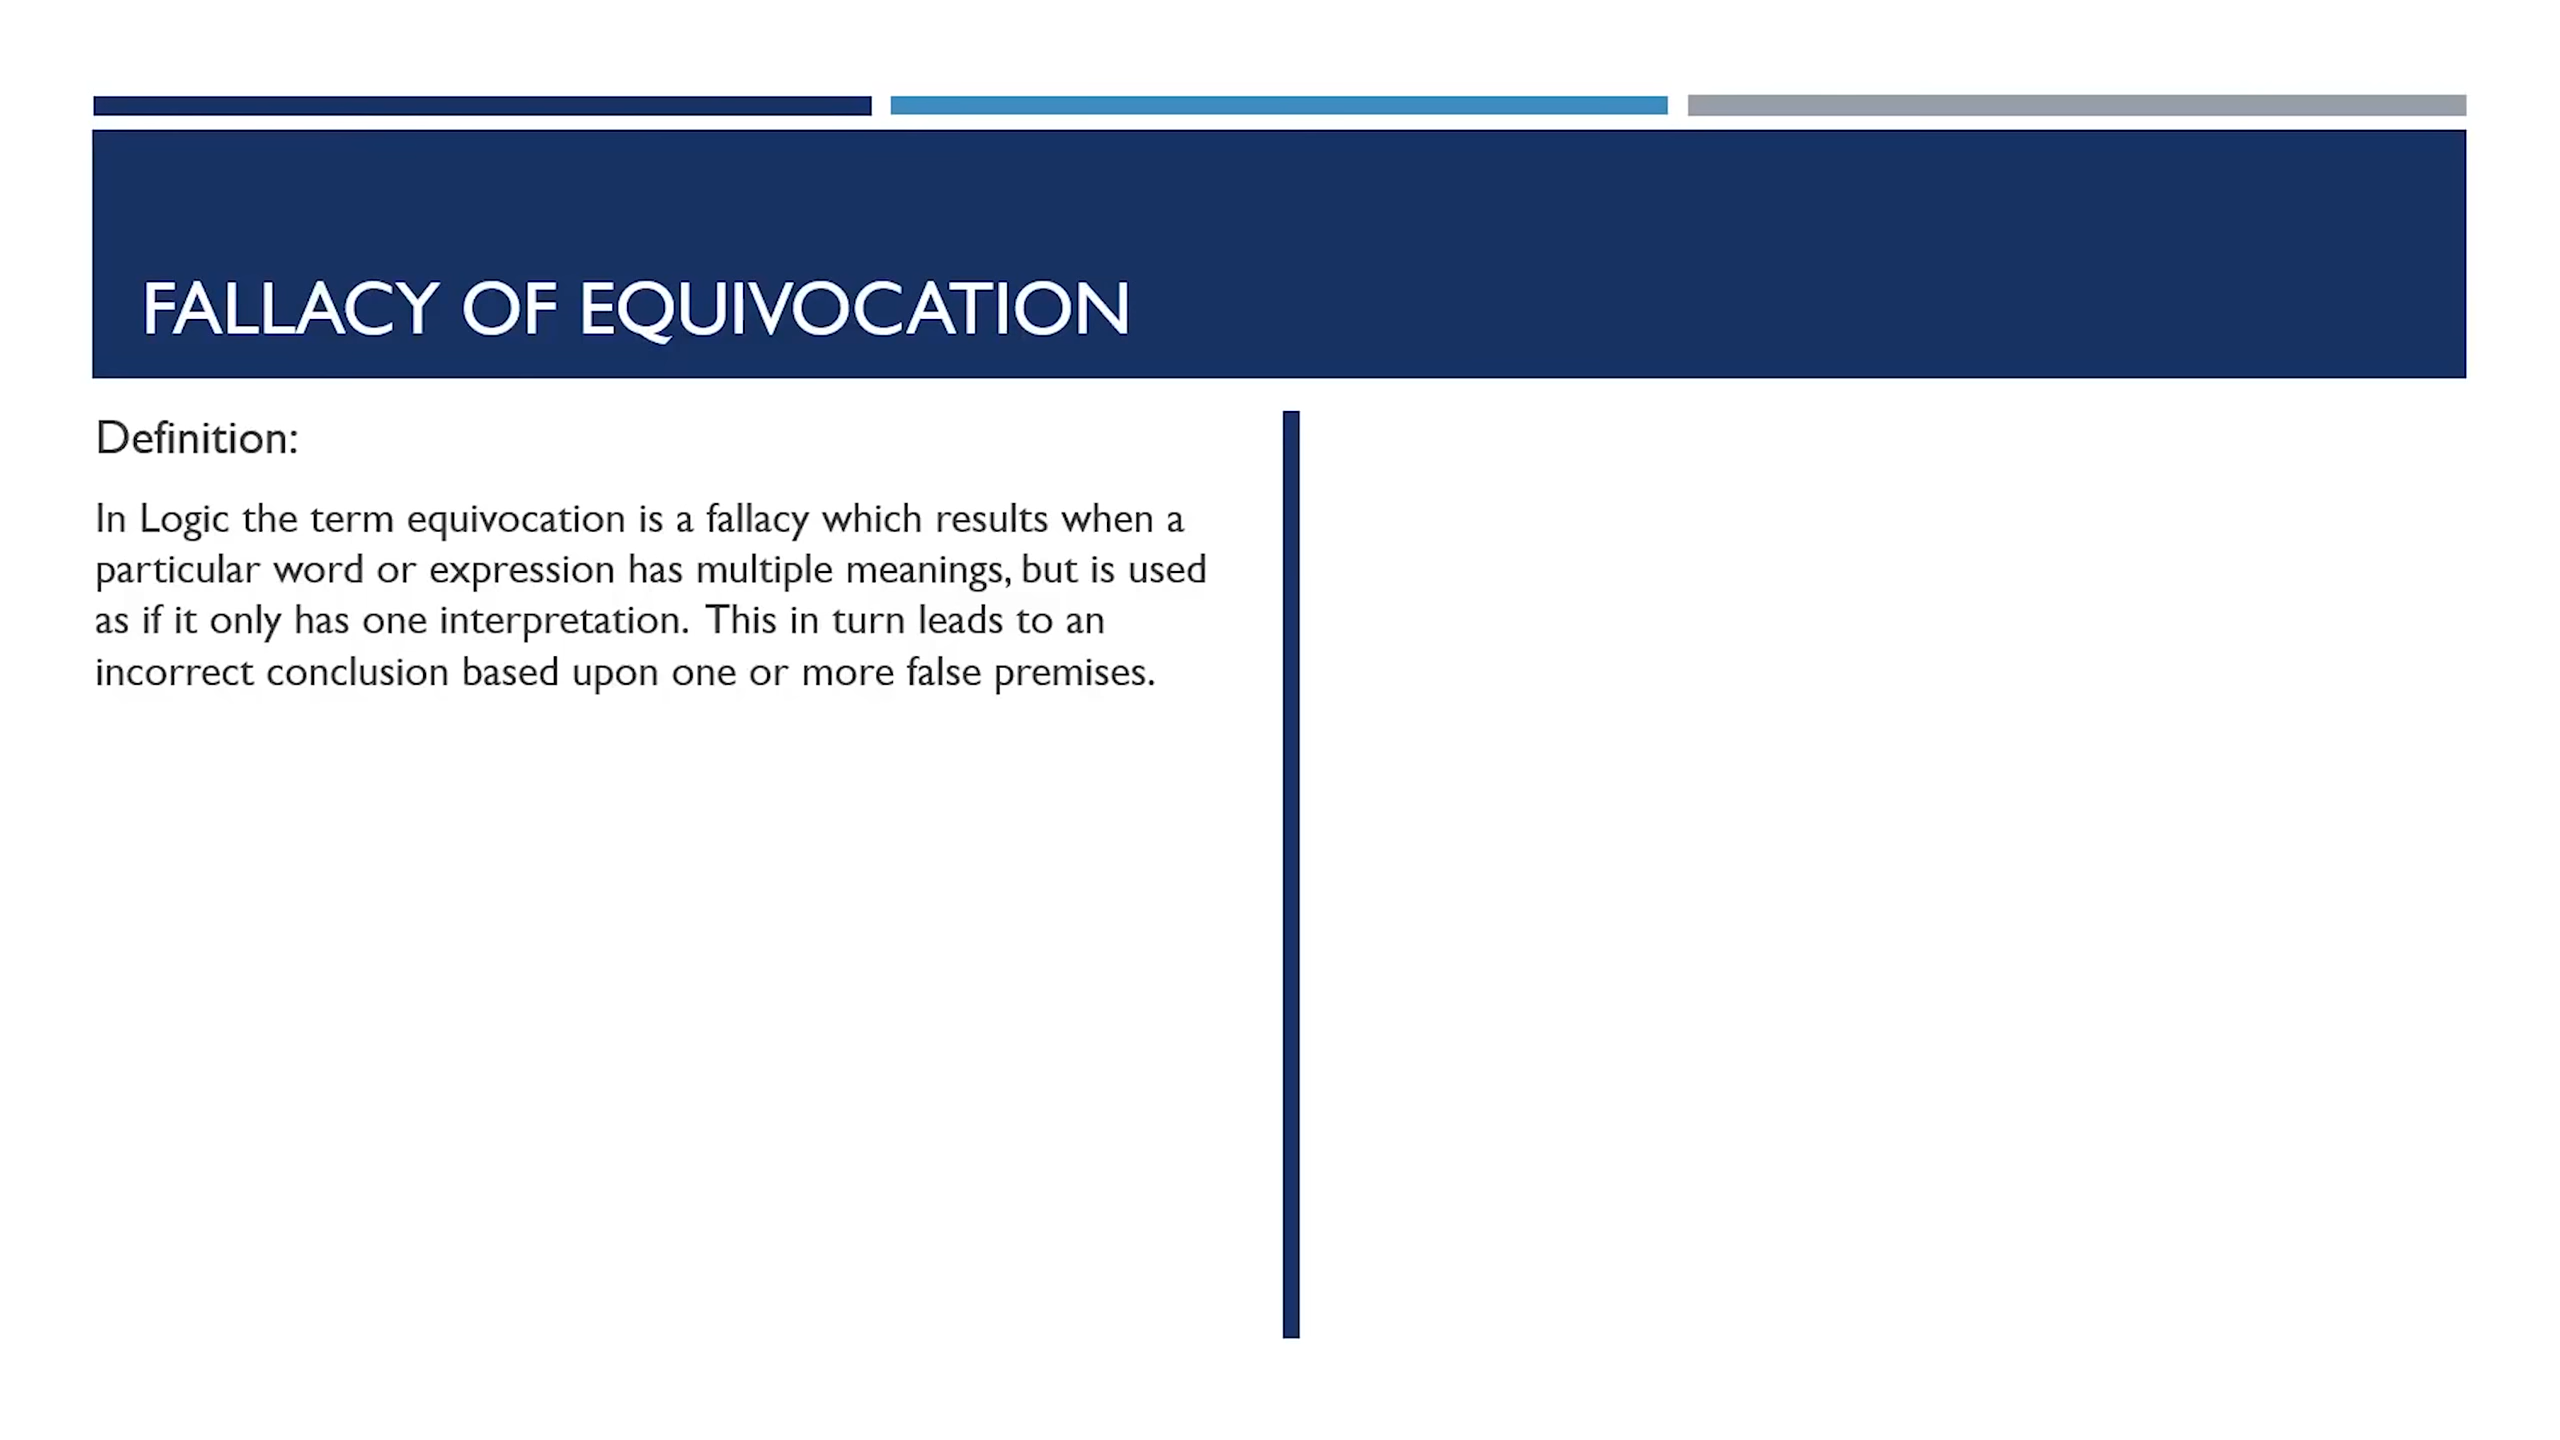 FALLACY OF EQUIVOCATION
Definition:
In Logic the term equivocation is a fallacy which results when a
particular word or expression has multiple meanings, but is used
as if it only has one interpretation. This in turn leads to an
incorrect conclusion based upon one or more false premises.